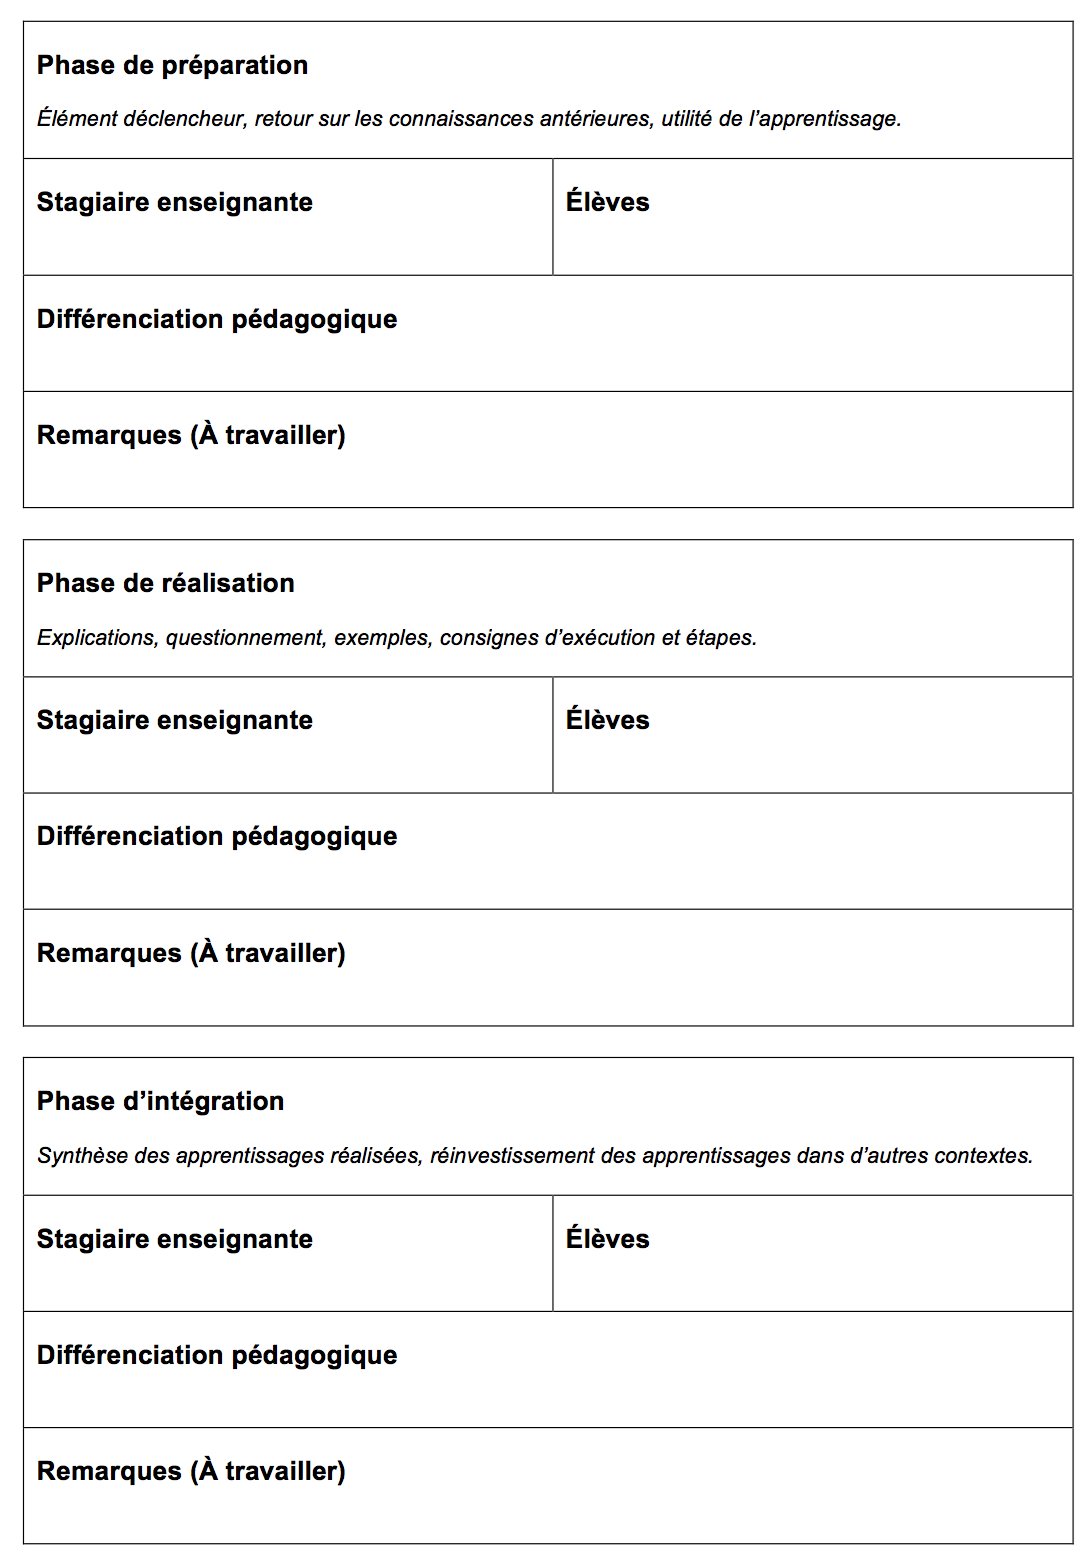 Phase de préparation
Élément déclencheur, retour sur les connaissances antérieures, utilité de l’apprentissage.
Stagiaire enseignante
Élèves
Différenciation pédagogique
Remarques (À travailler)
Phase de réalisation
Explications, questionnement, exemples, consignes d’exécution et étapes.
Stagiaire enseignante
Élèves
Différenciation pédagogique
Remarques (À travailler)
Phase d’intégration
Synthèse des apprentissages réalisées, réinvestissement des apprentissages dans d’autres contextes.
Stagiaire enseignante
Élèves
Différenciation pédagogique
Remarques (À travailler)